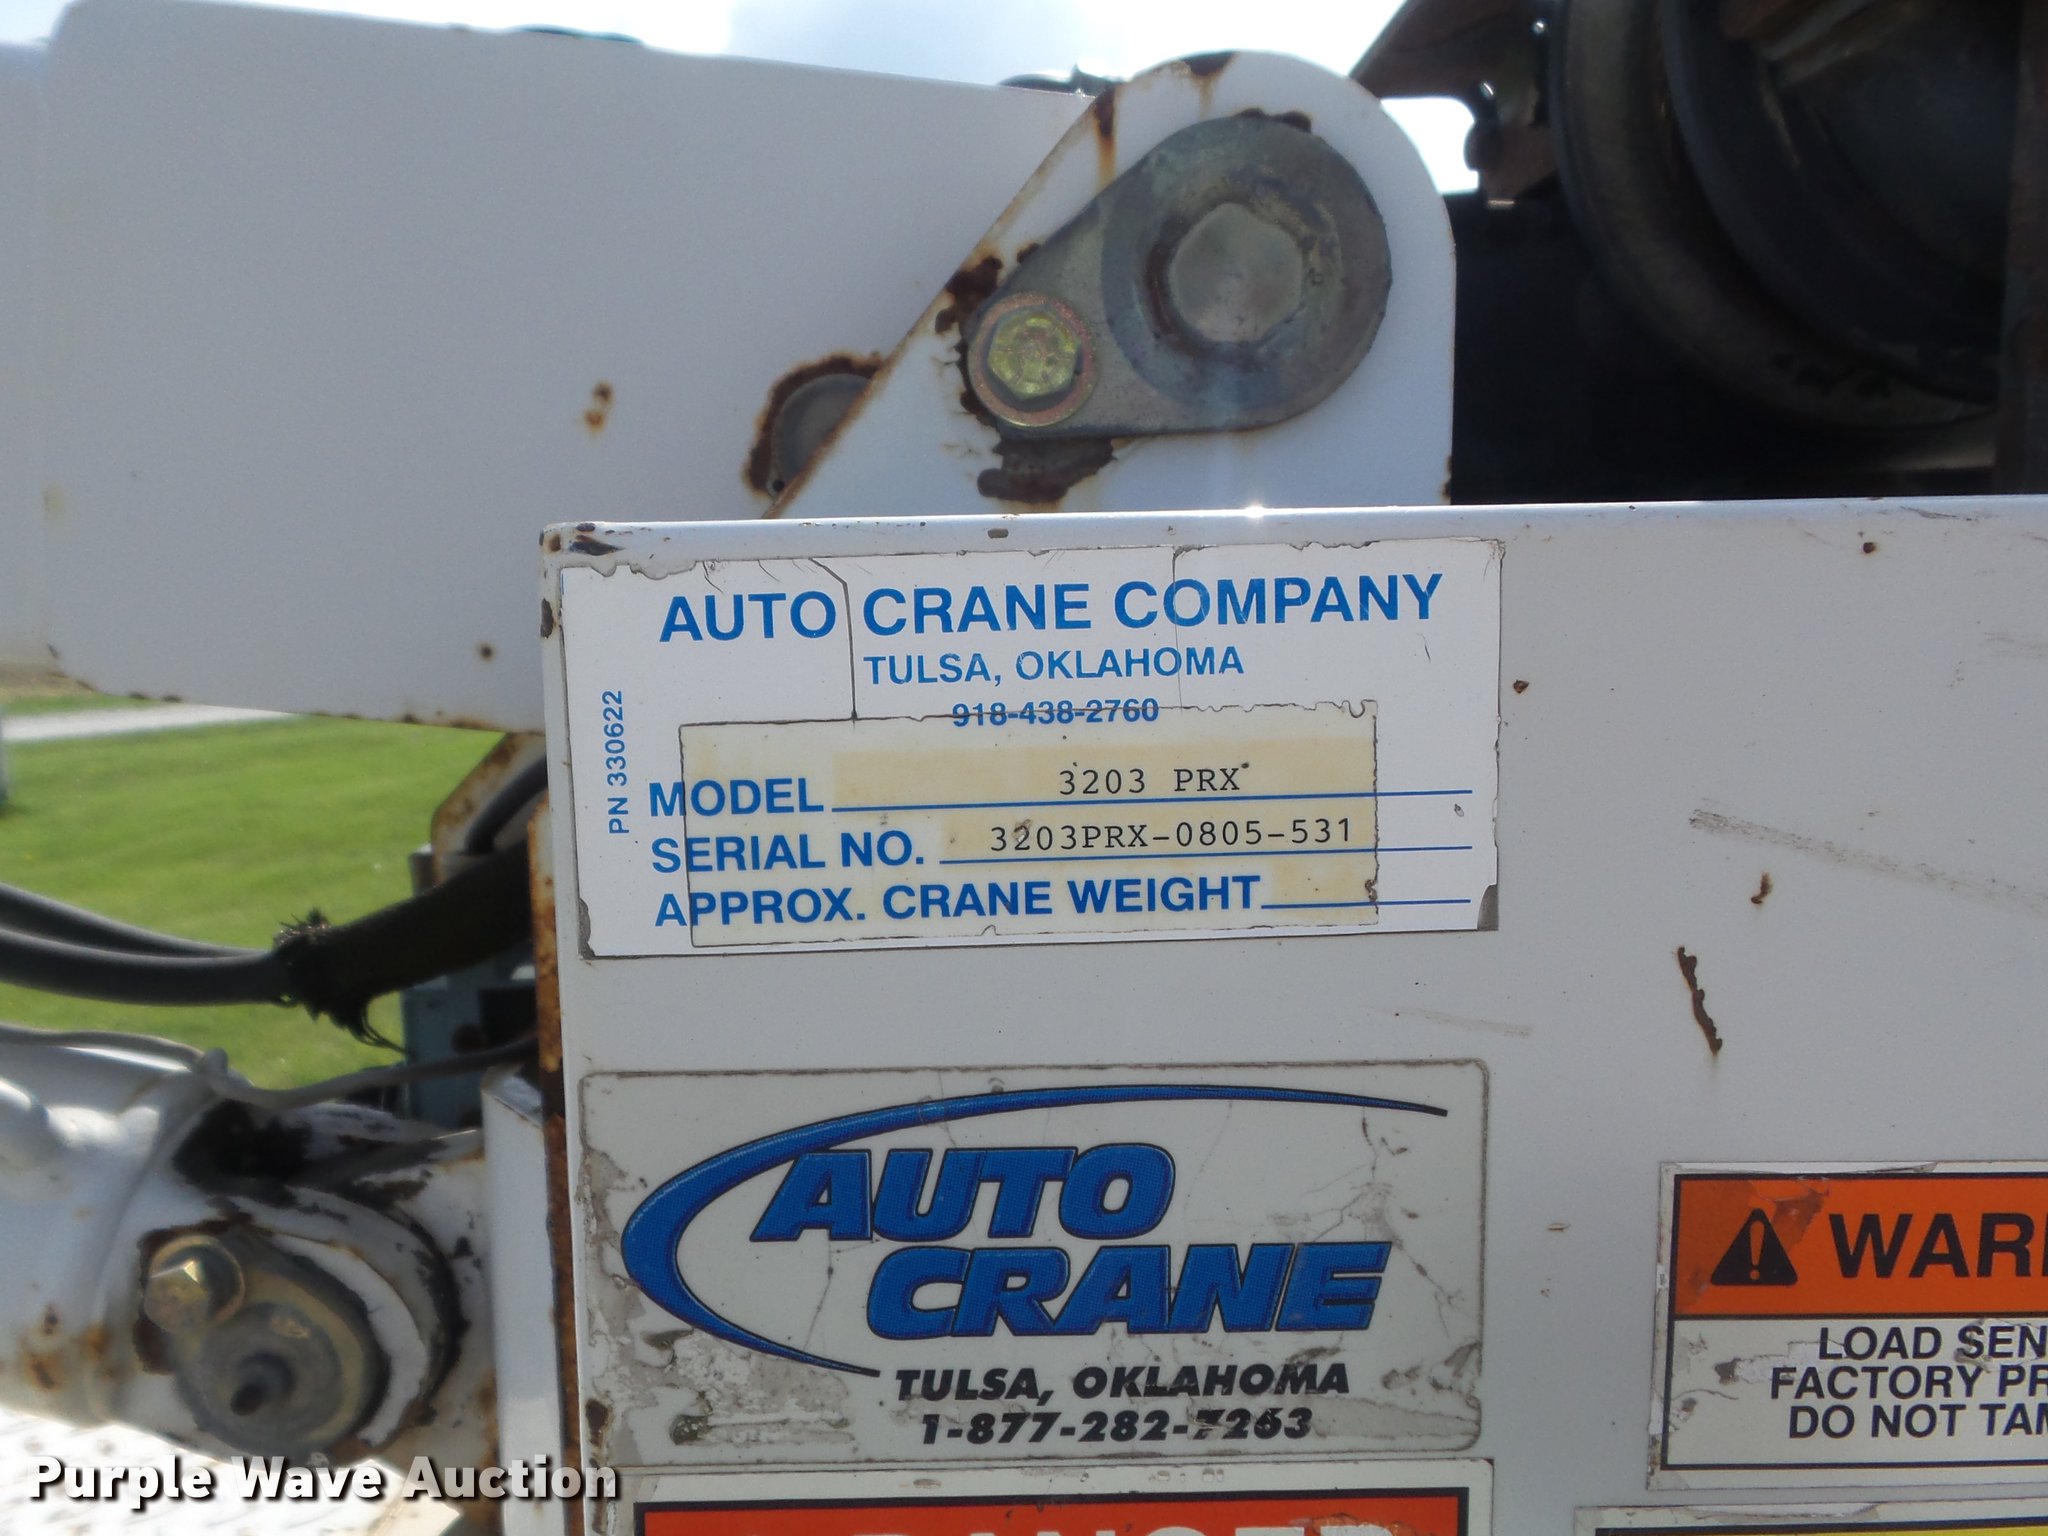 AUTO CRANE COMPANY
TULSA, OKLAHOMA
918-438-2760
PN 330622
MODEL 3203 PRX
SERIAL NO. 3203PRX-0805-531
APPROX. CRANE WEIGHT
AUTO
CRANE
TULSA, OKLAHOMA
1-877-282-7263
WAR
LOAD SEN
FACTORY PR
DO NOT TAM
DANGER
Purple Wave Auction